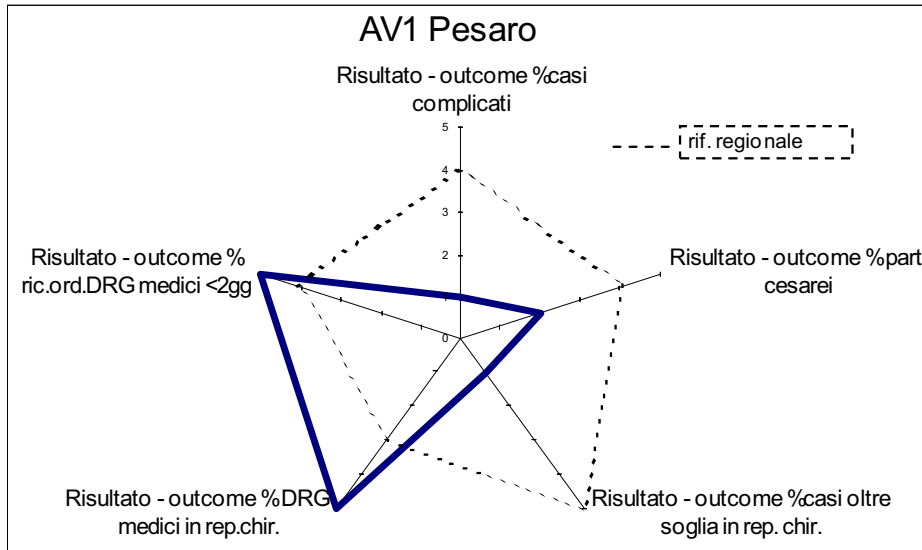 AV1 Pesaro
Risultato - outcome %casi
complicati
rif. regionale
5
4
3
2
0
Risultato - outcome %
ric.ord.DRG medici <2gg
Risultato - outcome %part
cesarei
Risultato - outcome %DRG
medici in rep.chir.
Risultato - outcome %casi oltre
soglia in rep. chir.